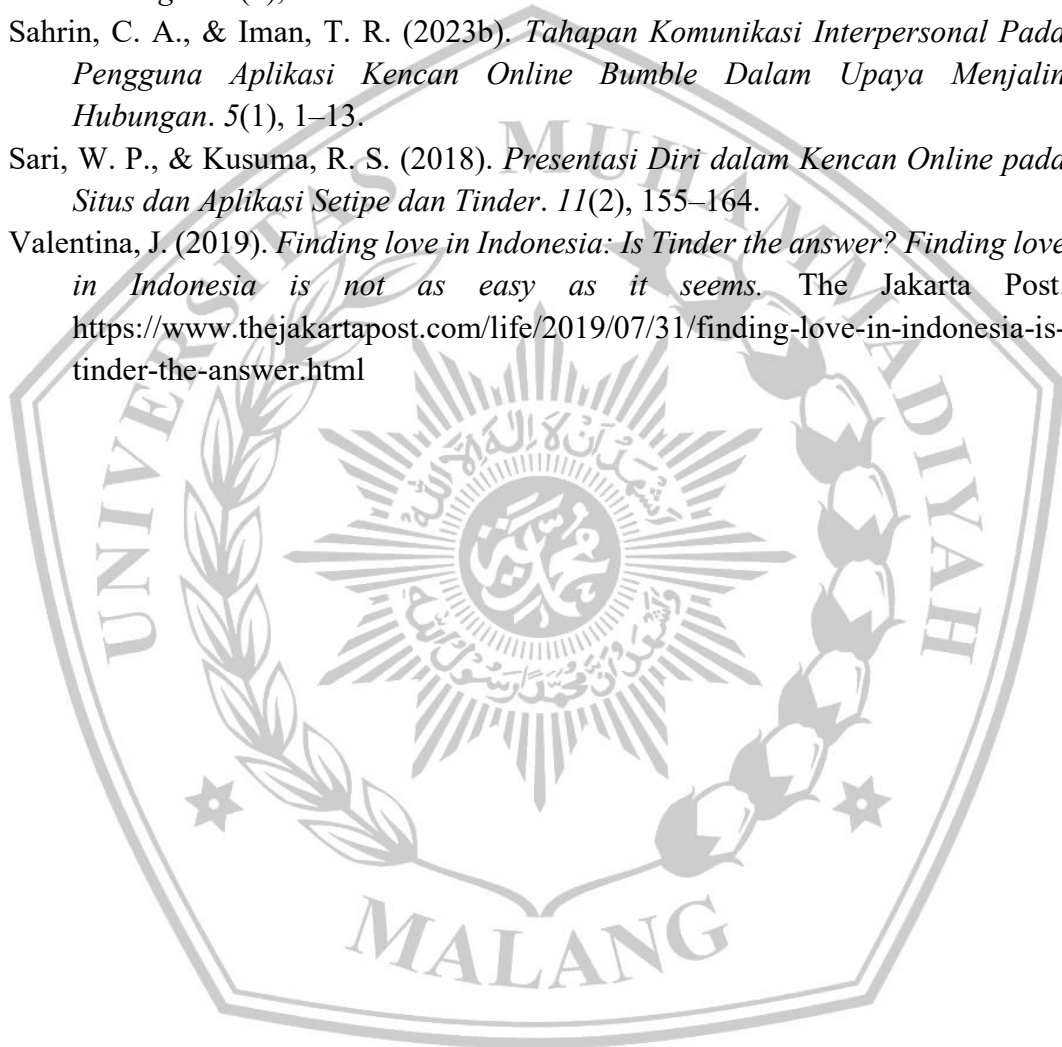 Sahrin, C. A., & Iman, T. R. (2023b). Tahapan Komunikasi Interpersonal Pada
Pengguna Aplikasi Kencan Online Bumble Dalam Upaya Menjalin
Hubungan. 5(1), 1–13.
Sari, W. P., & Kusuma, R. S. (2018). Presentasi Diri dalam Kencan Online pada
Situs dan Aplikasi Setipe dan Tinder. 11(2), 155–164.
Valentina, J. (2019). Finding love in Indonesia: Is Tinder the answer? Finding love
in Indonesia is not as easy as it seems. The Jakarta Post.
https://www.thejakartapost.com/life/2019/07/31/finding-love-in-indonesia-is-
tinder-the-answer.html
UNIVERSITAS MUHAMMADIYAH
MALANG